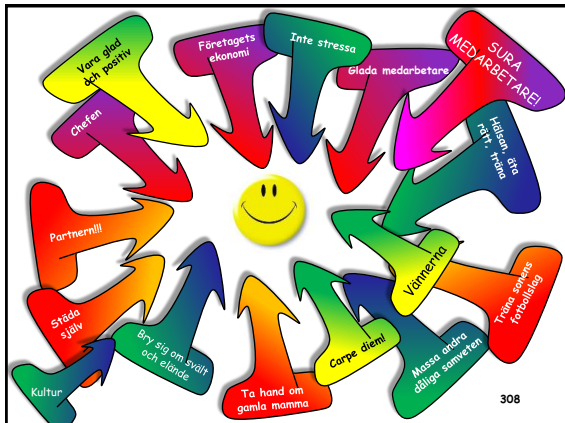 Vara glad
och positiv
Företagets
ekonomi
Inte stressa
Glada medarbetare
SURA
MEDARBETARE!
Chefen
Hälsan, äta
rätt, träna
Partnern!!!
Vännerna
Träna sonens
fotbollslag
Städa
själv
Bry sig om svält
och elände
Carpe diem!
Massa andra
dåliga samveten
Kultur
Ta hand om
gamla mamma
308